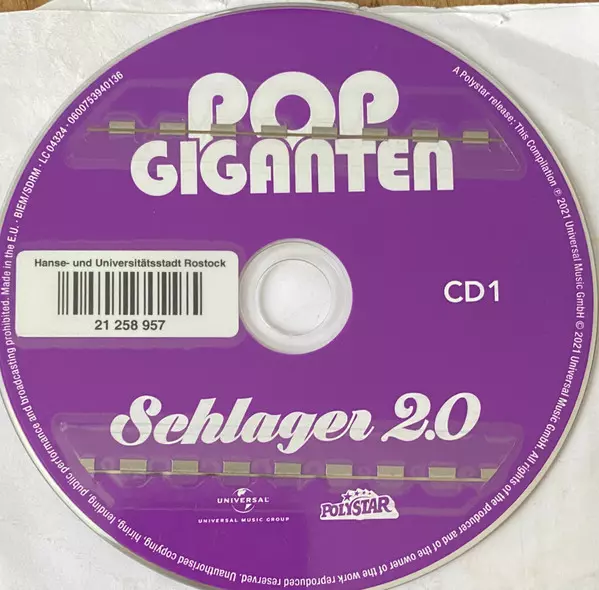 POP
GIGANTEN
Hanse- und Universitätsstadt Rostock
21 258 957
CD 1
Schlager 2.0
UNIVERSAL
UNIVERSAL MUSIC GROUP
POLYSTAR
A Polystar release: This Compilation ℗ 2021 Universal Music GmbH © 2021 Universal Music GmbH. All rights of the producer and of the owner of the work reproduced reserved. Unauthorised copying, hiring, lending public performance and broadcasting prohibited. Made in the E.U. · BIEM/SDRM · LC 04324 · 0600753940136